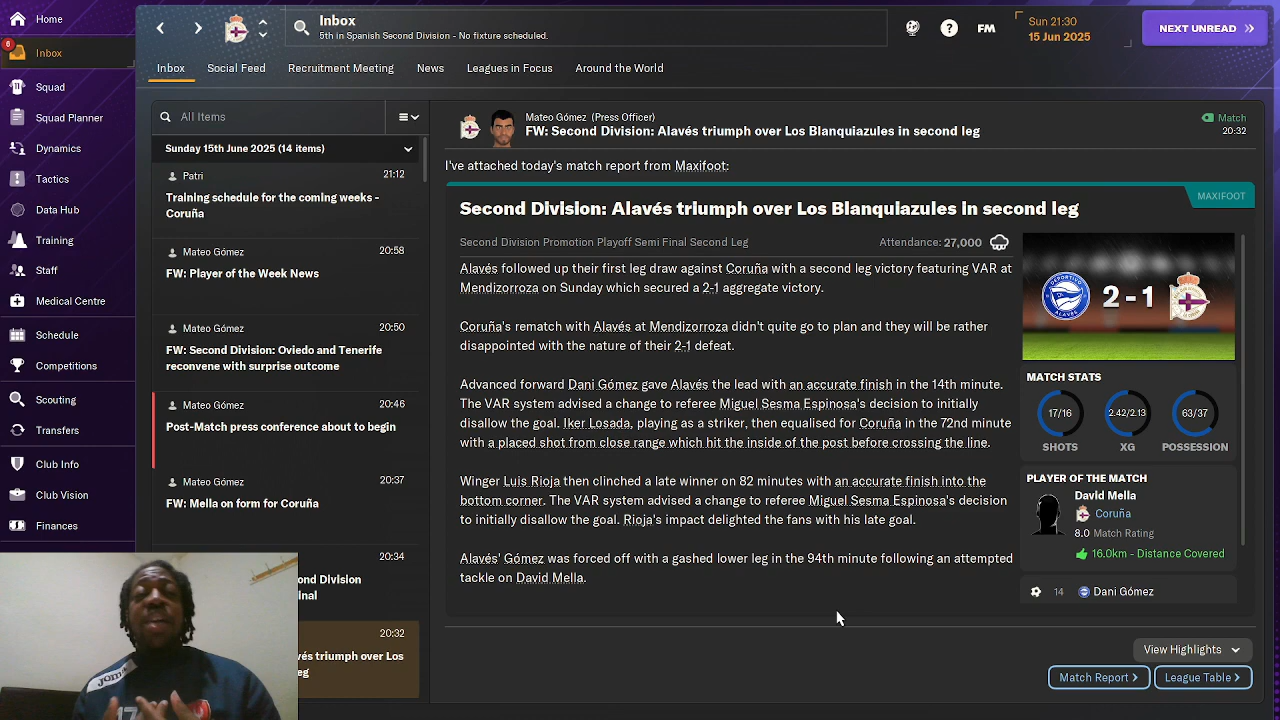 Home
Inbox
6
Squad
Squad Planner
Dynamics
Tactics
Data Hub
Training
Staff
Medical Centre
Schedule
Competitions
Scouting
Transfers
Club Info
Club Vision
Finances
Inbox
5th in Spanish Second Division - No fixture scheduled.
FM
Sun 21:30
15 Jun 2025
NEXT UNREAD
Inbox
Social Feed
Recruitment Meeting
News
Leagues in Focus
Around the World
All Items
Sunday 15th June 2025 (14 items)
Patri 21:12
Training schedule for the coming weeks -
Coruña
Mateo Gómez 20:58
FW: Player of the Week News
Mateo Gómez 20:50
FW: Second Division: Oviedo and Tenerife
reconvene with surprise outcome
Mateo Gómez 20:46
Post-Match press conference about to begin
Mateo Gómez 20:37
FW: Mella on form for Coruña
20:34
ond Division
inal
20:32
vés triumph over Los
eg
Mateo Gómez (Press Officer)
FW: Second Division: Alavés triumph over Los Blanquiazules in second leg
Match
20:32
I've attached today's match report from Maxifoot:
MAXIFOOT
Second Division: Alavés triumph over Los Blanquiazules in second leg
Second Division Promotion Playoff Semi Final Second Leg
Attendance: 27,000
Alavés followed up their first leg draw against Coruña with a second leg victory featuring VAR at
Mendizorroza on Sunday which secured a 2-1 aggregate victory.
Coruña's rematch with Alavés at Mendizorroza didn't quite go to plan and they will be rather
disappointed with the nature of their 2-1 defeat.
Advanced forward Dani Gómez gave Alavés the lead with an accurate finish in the 14th minute.
The VAR system advised a change to referee Miguel Sesma Espinosa's decision to initially
disallow the goal. Iker Losada, playing as a striker, then equalised for Coruña in the 72nd minute
with a placed shot from close range which hit the inside of the post before crossing the line.
Winger Luis Rioja then clinched a late winner on 82 minutes with an accurate finish into the
bottom corner. The VAR system advised a change to referee Miguel Sesma Espinosa's decision
to initially disallow the goal. Rioja's impact delighted the fans with his late goal.
Alavés' Gómez was forced off with a gashed lower leg in the 94th minute following an attempted
tackle on David Mella.
2 - 1
MATCH STATS
17/16
2.42/2.13
63/37
SHOTS
XG
POSSESSION
PLAYER OF THE MATCH
David Mella
Coruña
8.0 Match Rating
16.0km - Distance Covered
14 Dani Gómez
View Highlights
Match Report
League Table
joma
17